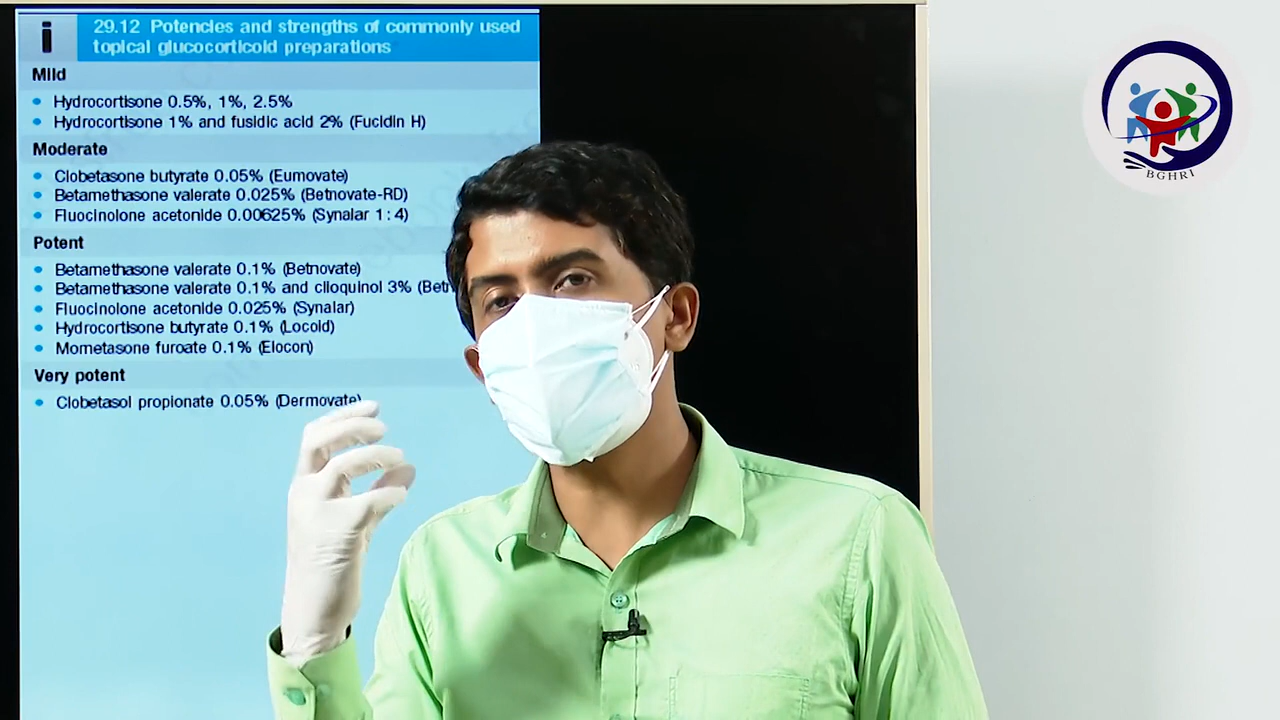 29.12 Potencies and strengths of commonly used
topical glucocorticoid preparations
Mild
• Hydrocortisone 0.5%, 1%, 2.5%
• Hydrocortisone 1% and fusidic acid 2% (Fucidin H)
Moderate
• Clobetasone butyrate 0.05% (Eumovate)
• Betamethasone valerate 0.025% (Betnovate-RD)
• Fluocinolone acetonide 0.00625% (Synalar 1 : 4)
Potent
• Betamethasone valerate 0.1% (Betnovate)
• Betamethasone valerate 0.1% and clioquinol 3% (Betn
• Fluocinolone acetonide 0.025% (Synalar)
• Hydrocortisone butyrate 0.1% (Locoid)
• Mometasone furoate 0.1% (Elocon)
Very potent
• Clobetasol propionate 0.05% (Dermovate)
BGHRI